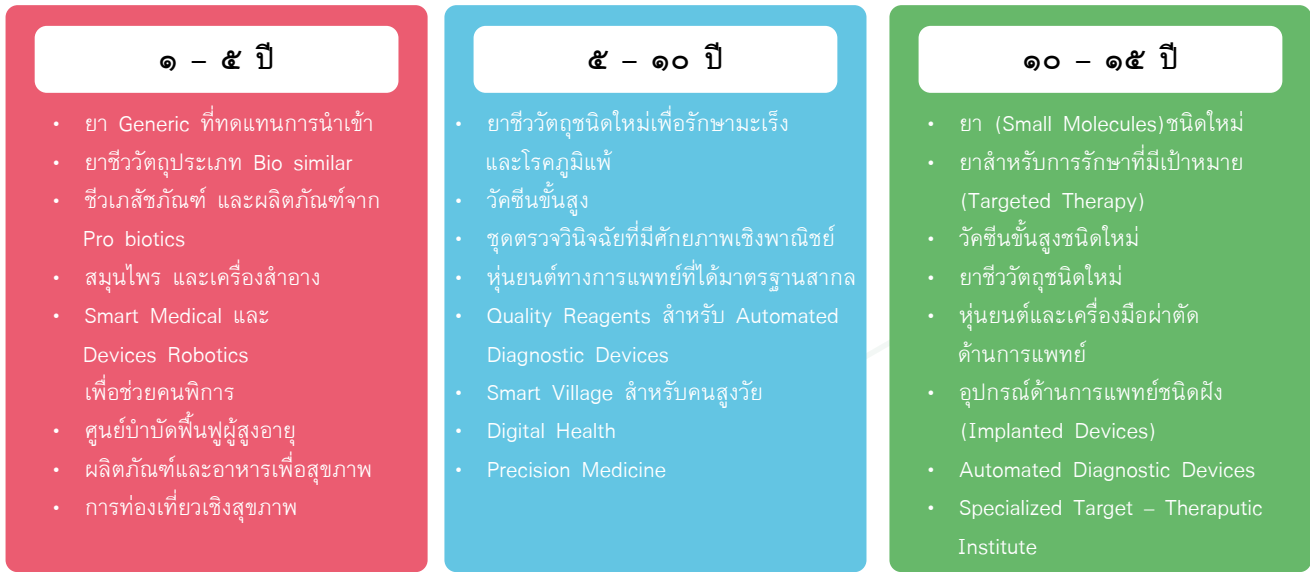 ๑ – ๕ ปี
• ยา Generic ที่ทดแทนการนำเข้า
• ยาชีววัตถุประเภท Bio similar
• ชีวเภสัชภัณฑ์ และผลิตภัณฑ์จาก
Pro biotics
• สมุนไพร และเครื่องสำอาง
• Smart Medical และ
Devices Robotics
เพื่อช่วยคนพิการ
• ศูนย์บำบัดฟื้นฟูผู้สูงอายุ
• ผลิตภัณฑ์และอาหารเพื่อสุขภาพ
• การท่องเที่ยวเชิงสุขภาพ
๕ – ๑๐ ปี
• ยาชีววัตถุชนิดใหม่เพื่อรักษามะเร็ง
และโรคภูมิแพ้
• วัคซีนขั้นสูง
• ชุดตรวจวินิจฉัยที่มีศักยภาพเชิงพาณิชย์
• หุ่นยนต์ทางการแพทย์ที่ได้มาตรฐานสากล
• Quality Reagents สำหรับ Automated
Diagnostic Devices
• Smart Village สำหรับคนสูงวัย
• Digital Health
• Precision Medicine
๑๐ – ๑๕ ปี
• ยา (Small Molecules)ชนิดใหม่
• ยาสำหรับการรักษาที่มีเป้าหมาย
(Targeted Therapy)
• วัคซีนขั้นสูงชนิดใหม่
• ยาชีววัตถุชนิดใหม่
• หุ่นยนต์และเครื่องมือผ่าตัด
ด้านการแพทย์
• อุปกรณ์ด้านการแพทย์ชนิดฝัง
(Implanted Devices)
• Automated Diagnostic Devices
• Specialized Target – Theraputic
Institute